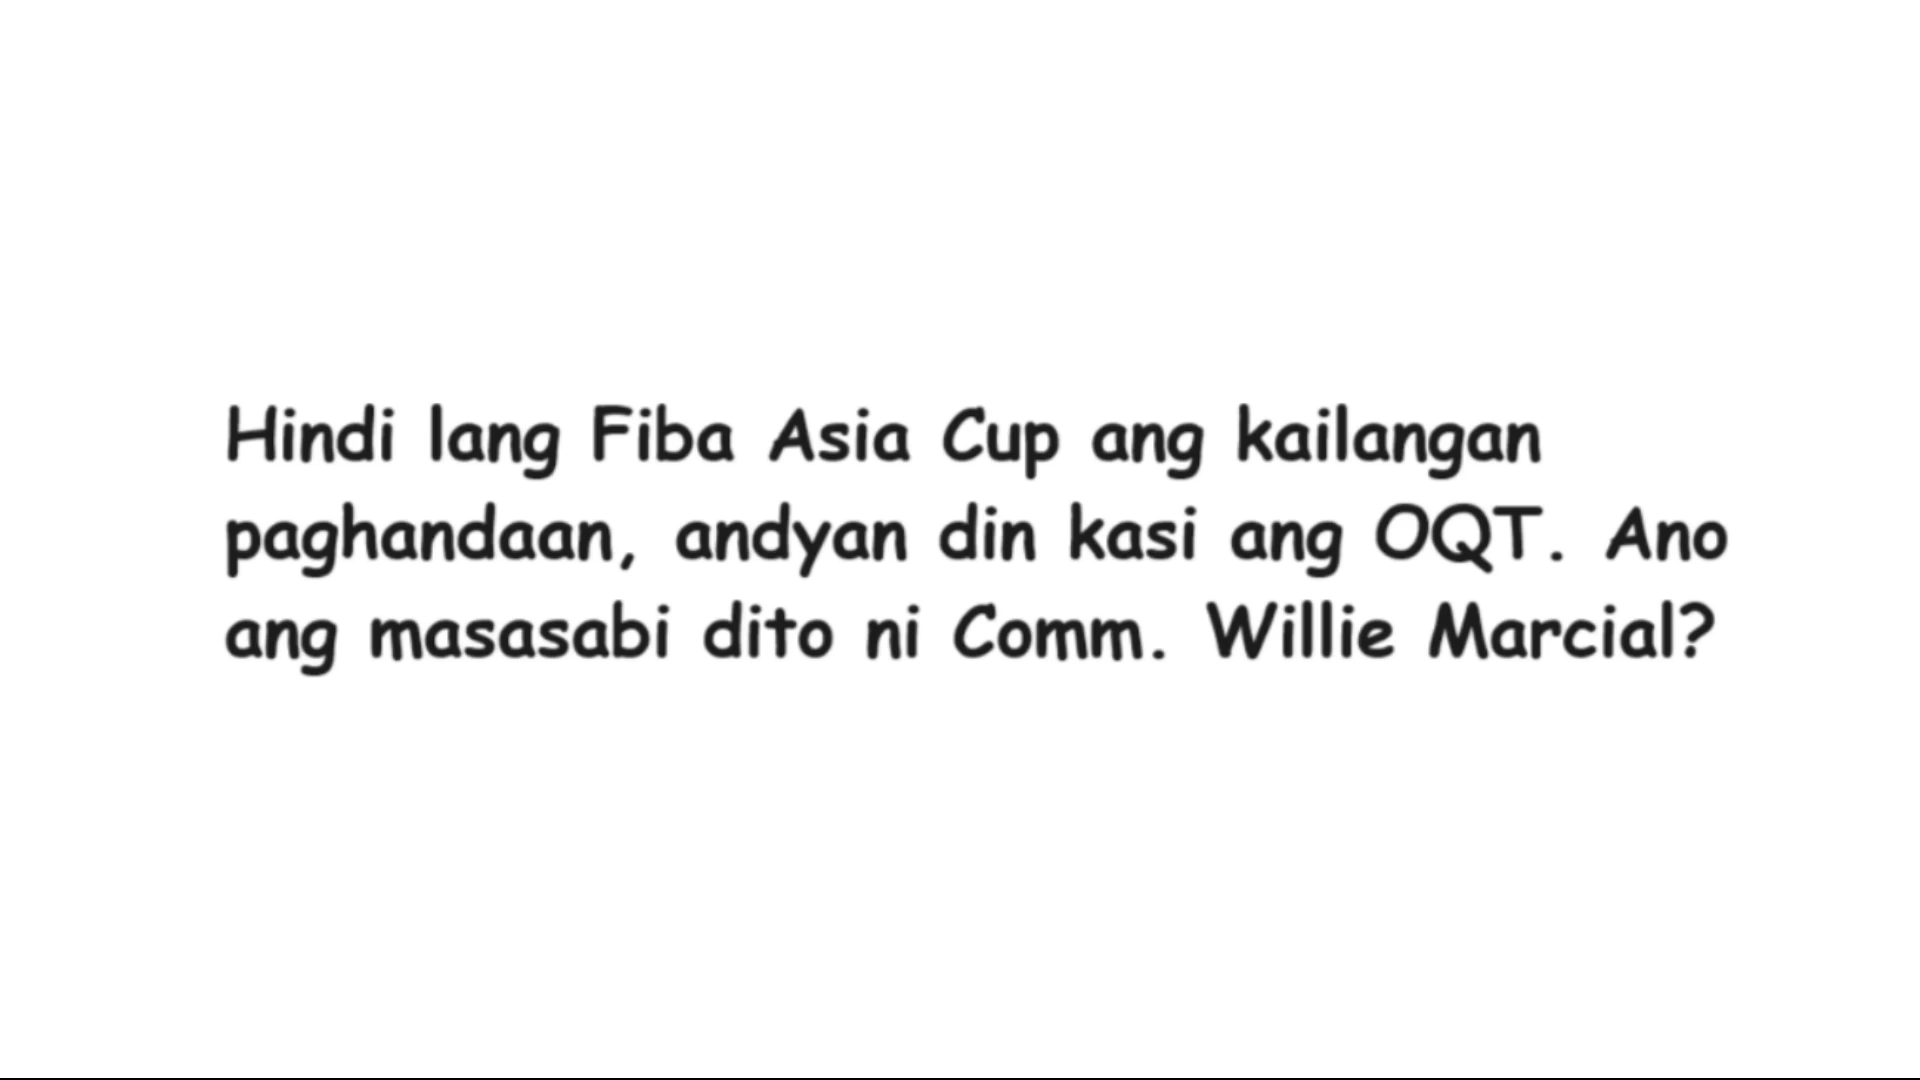 Hindi lang Fiba Asia Cup ang kailangan
paghandaan, andyan din kasi ang OQT. Ano
ang masasabi dito ni Comm. Willie Marcial?